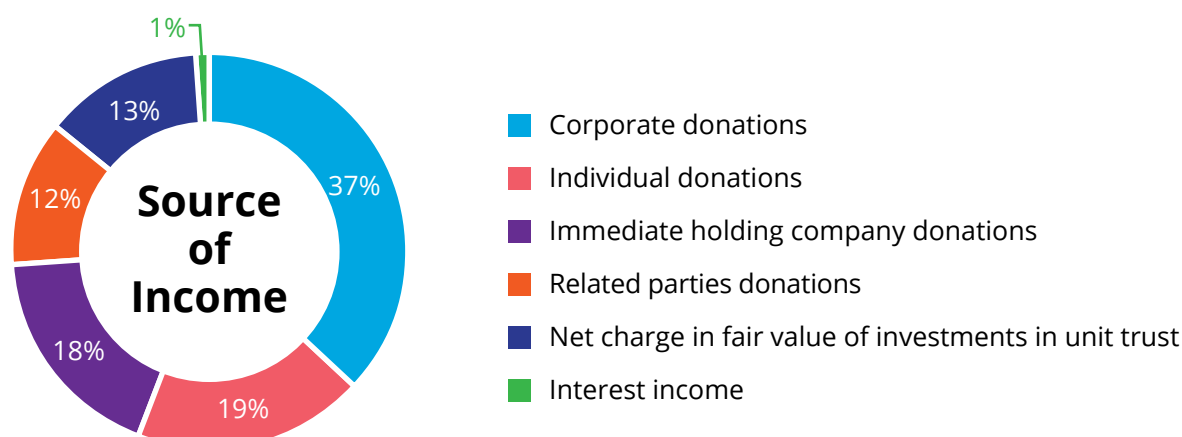 1%
13%
37%
12%
Source
of
Income
18%
19%
Corporate donations
Individual donations
Immediate holding company donations
Related parties donations
Net charge in fair value of investments in unit trust
Interest income